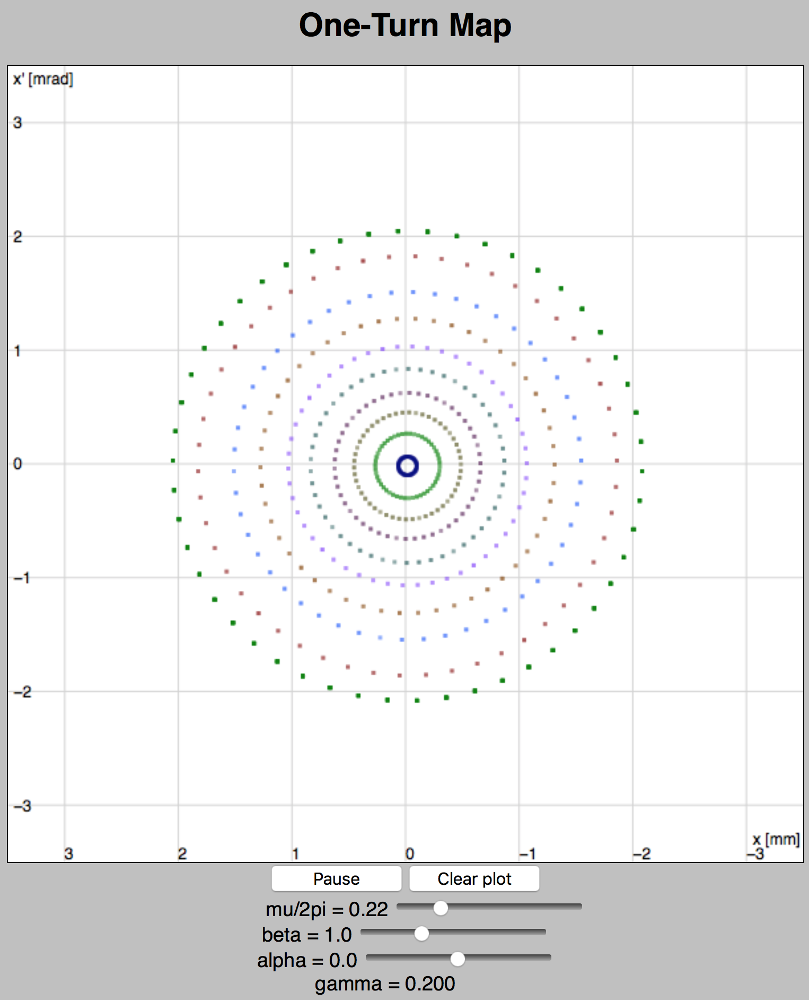 One-Turn Map
x' [mrad]
3
2
1
0
−1
−2
−3
x [mm]
3 2 1 0 −1 −2 −3
Pause Clear plot
mu/2pi = 0.22
beta = 1.0
alpha = 0.0
gamma = 0.200